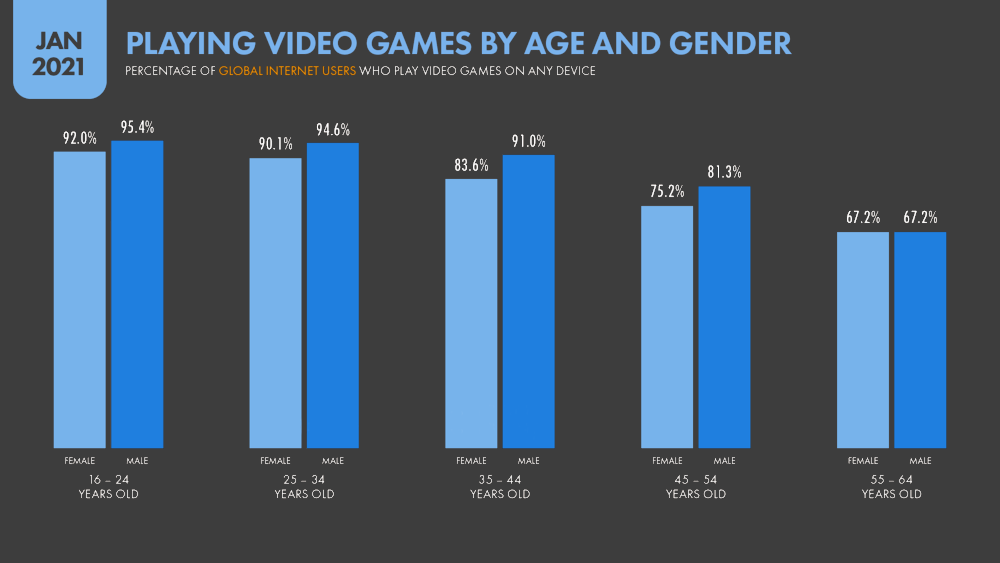 JAN
2021
PLAYING VIDEO GAMES BY AGE AND GENDER
PERCENTAGE OF GLOBAL INTERNET USERS WHO PLAY VIDEO GAMES ON ANY DEVICE
92.0% 95.4% 90.1% 94.6% 83.6% 91.0% 75.2% 81.3% 67.2% 67.2%
FEMALE MALE FEMALE MALE FEMALE MALE FEMALE MALE FEMALE MALE
16 – 24 25 – 34 35 – 44 45 – 54 55 – 64
YEARS OLD YEARS OLD YEARS OLD YEARS OLD YEARS OLD